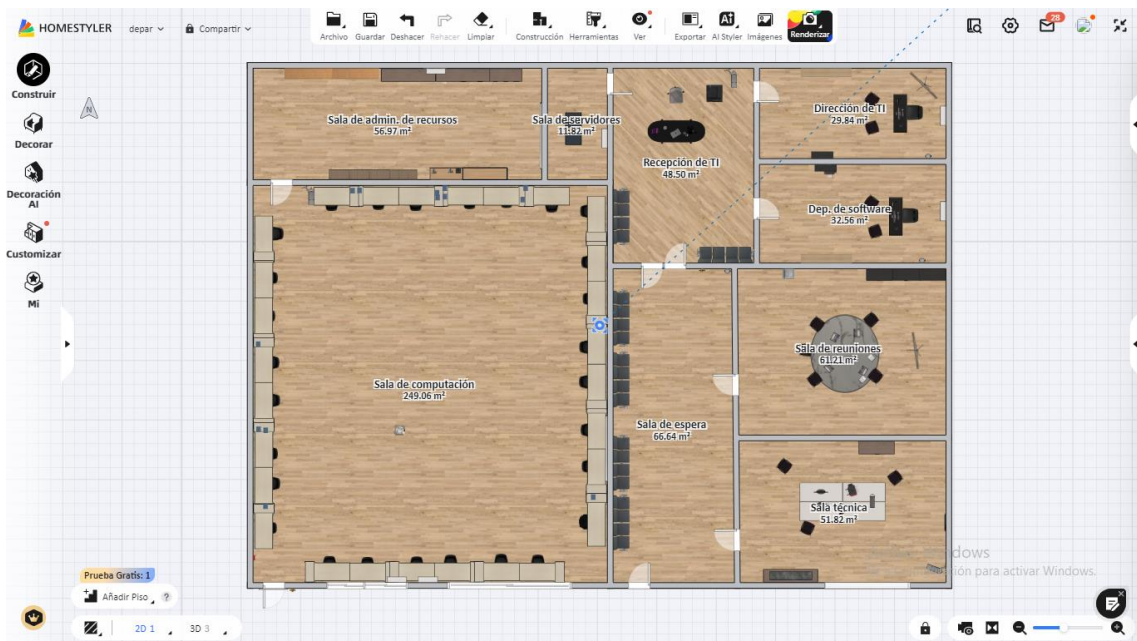 HOMESTYLER
depar
Compartir
Archivo
Guardar
Deshacer
Rehacer
Limpiar
Construcción
Herramientas
Ver
Exportar
AI Styler
Imágenes
Renderizar
28
Construir
Decorar
Decoración
AI
Customizar
Mi
N
Sala de admin. de recursos
56.97 m²
Sala de servidores
11.82 m²
Recepción de TI
48.50 m²
Dirección de TI
29.84 m²
Dep. de software
32.56 m²
Sala de computación
249.06 m²
Sala de espera
66.64 m²
Sala de reuniones
61.21 m²
Sala técnica
51.82 m²
para activar Windows.
Prueba Gratis: 1
Añadir Piso
?
2D 1
3D 3